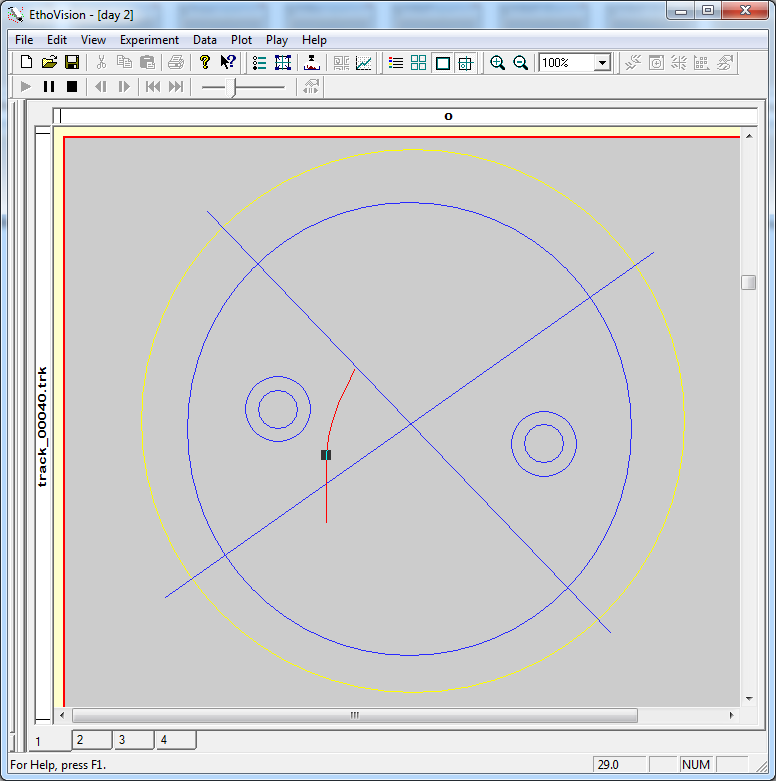 EthoVision - [day 2]
File Edit View Experiment Data Plot Play Help
100%
o
track_00040.trk
1 2 3 4
For Help, press F1. 29.0 NUM